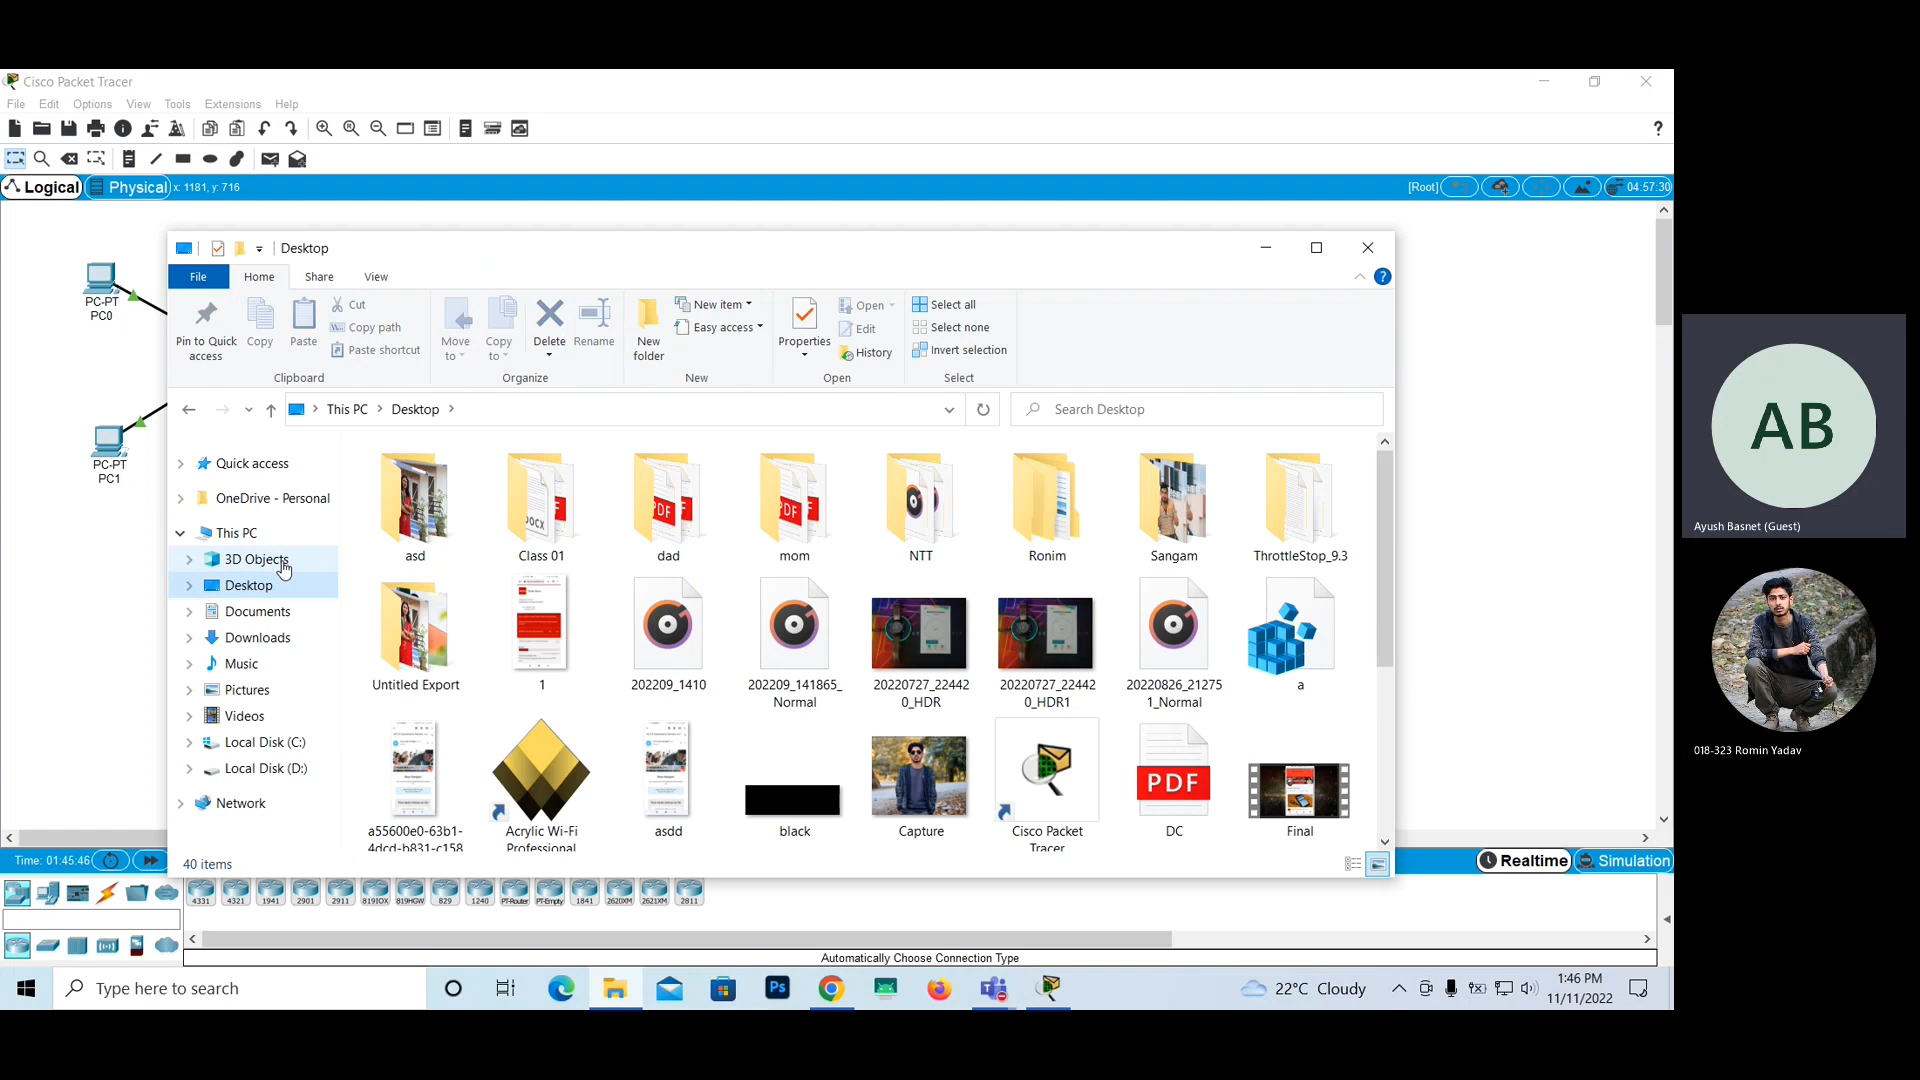 Cisco Packet Tracer
File Edit Options View Tools Extensions Help
?
Logical Physical x: 1181, y: 716 [Root] 04:57:30
PC-PT
PC0
PC-PT
PC1
Desktop
File Home Share View
?
Pin to Quick
access
Copy
Paste
Cut
Copy path
Paste shortcut
Clipboard
Move
to
Copy
to
Delete
Rename
Organize
New
folder
New item
Easy access
New
Properties
Open
Edit
History
Open
Select all
Select none
Invert selection
Select
This PC > Desktop >
Search Desktop
Quick access
OneDrive - Personal
This PC
3D Objects
Desktop
Documents
Downloads
Music
Pictures
Videos
Local Disk (C:)
Local Disk (D:)
Network
DOCX
PDF
PDF
asd Class 01 dad mom NTT Ronim Sangam ThrottleStop_9.3
Untitled Export
1
202209_1410
202209_141865_
Normal
20220727_22442
0_HDR
20220727_22442
0_HDR1
20220826_21275
1_Normal
a
PDF
a55600e0-63b1-
4dcd-b831-c158
Acrylic Wi-Fi
Professional
asdd
black
Capture
Cisco Packet
Tracer
DC
Final
40 items
Time: 01:45:46
Realtime Simulation
4331 4321 1941 2901 2911 819IOX 819HGW 829 1240 PT-Router PT-Empty 1841 2620XM 2621XM 2811
Automatically Choose Connection Type
Type here to search
Ps
22°C Cloudy
1:46 PM
11/11/2022
AB
Ayush Basnet (Guest)
018-323 Romin Yadav